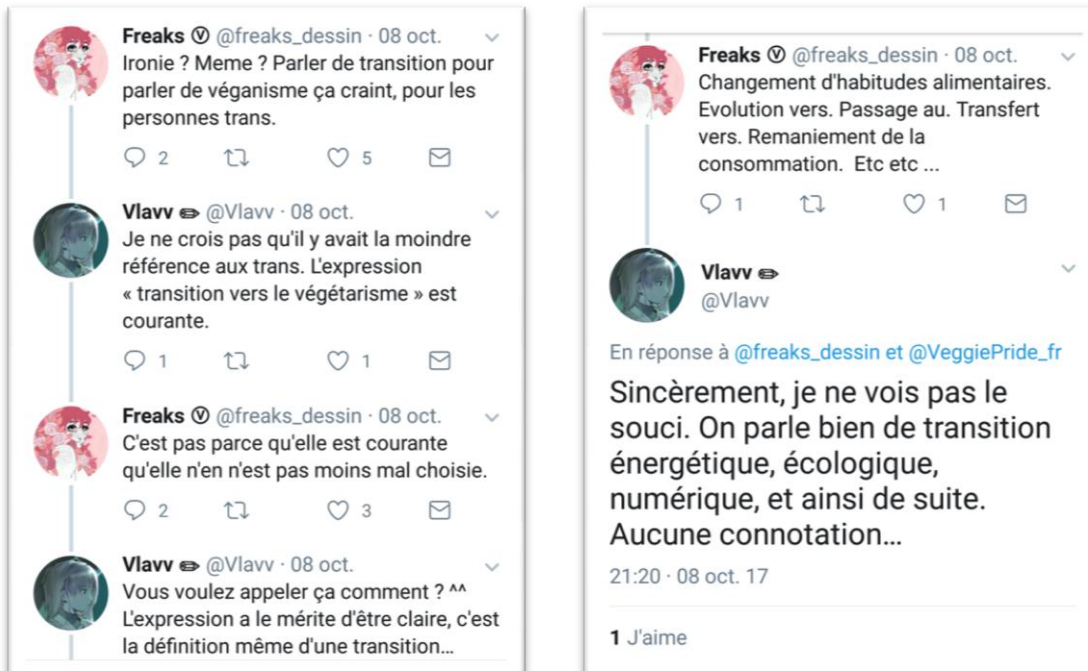 Freaks Ⓥ @freaks_dessin · 08 oct.
Ironie ? Meme ? Parler de transition pour
parler de véganisme ça craint, pour les
personnes trans.
2 5
Vlavv ✏ @Vlavv · 08 oct.
Je ne crois pas qu'il y avait la moindre
référence aux trans. L'expression
« transition vers le végétarisme » est
courante.
1 1
Freaks Ⓥ @freaks_dessin · 08 oct.
C'est pas parce qu'elle est courante
qu'elle n'en n'est pas moins mal choisie.
2 3
Vlavv ✏ @Vlavv · 08 oct.
Vous voulez appeler ça comment ? ^^
L'expression a le mérite d'être claire, c'est
la définition même d'une transition...
Freaks Ⓥ @freaks_dessin · 08 oct.
Changement d'habitudes alimentaires.
Evolution vers. Passage au. Transfert
vers. Remaniement de la
consommation. Etc etc ...
1 1
Vlavv ✏
@Vlavv
En réponse à @freaks_dessin et @VeggiePride_fr
Sincèrement, je ne vois pas le
souci. On parle bien de transition
énergétique, écologique,
numérique, et ainsi de suite.
Aucune connotation...
21:20 · 08 oct. 17
1 J'aime